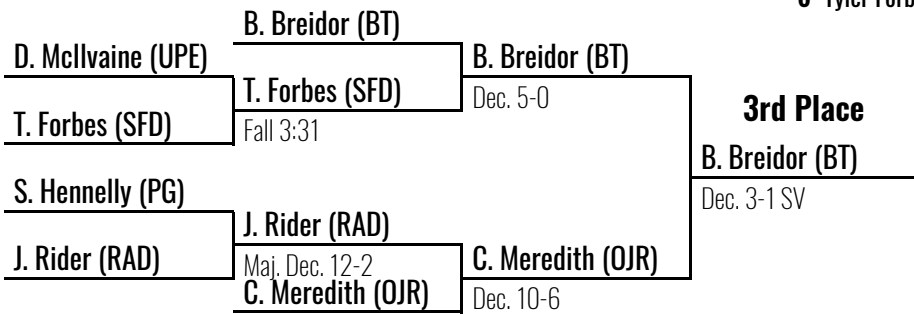 B. Breidor (BT)
D. McIlvaine (UPE)
B. Breidor (BT)
T. Forbes (SFD)
Dec. 5-0
3rd Place
T. Forbes (SFD)
Fall 3:31
B. Breidor (BT)
S. Hennelly (PG)
Dec. 3-1 SV
J. Rider (RAD)
J. Rider (RAD)
C. Meredith (OJR)
Maj. Dec. 12-2
C. Meredith (OJR)
Dec. 10-6